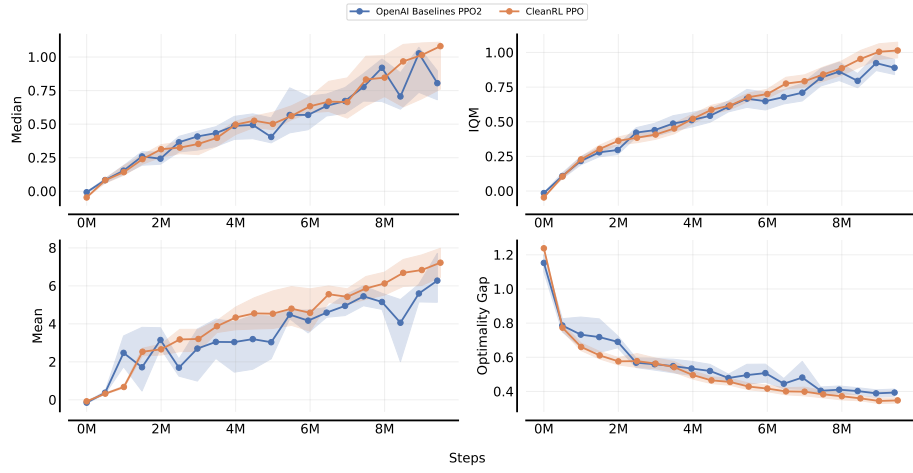 OpenAI Baselines PPO2 CleanRL PPO
Median
1.00
0.75
0.50
0.25
0.00
0M 2M 4M 6M 8M
IQM
1.00
0.75
0.50
0.25
0.00
0M 2M 4M 6M 8M
Mean
8
6
4
2
0
0M 2M 4M 6M 8M
Optimality Gap
1.2
1.0
0.8
0.6
0.4
0M 2M 4M 6M 8M
Steps